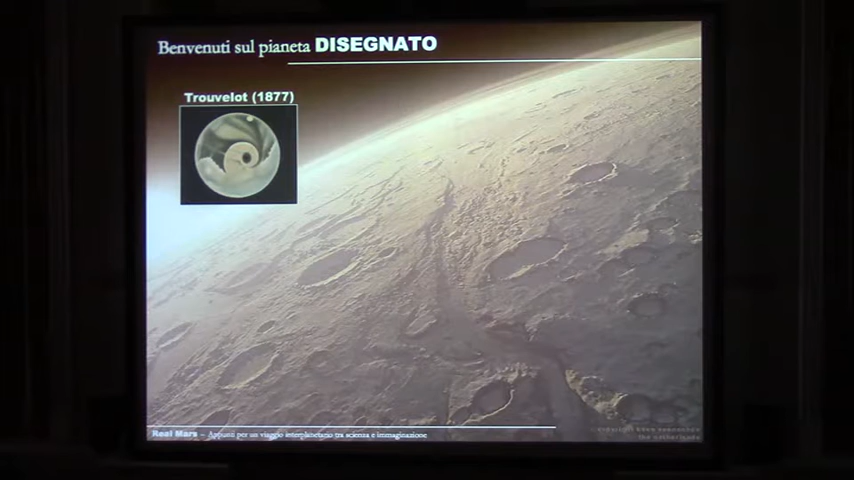 Benvenuti sul pianeta DISEGNATO
Trouvelot (1877)
Real Mars – Appunti per un viaggio interplanetario tra scienza e immaginazione